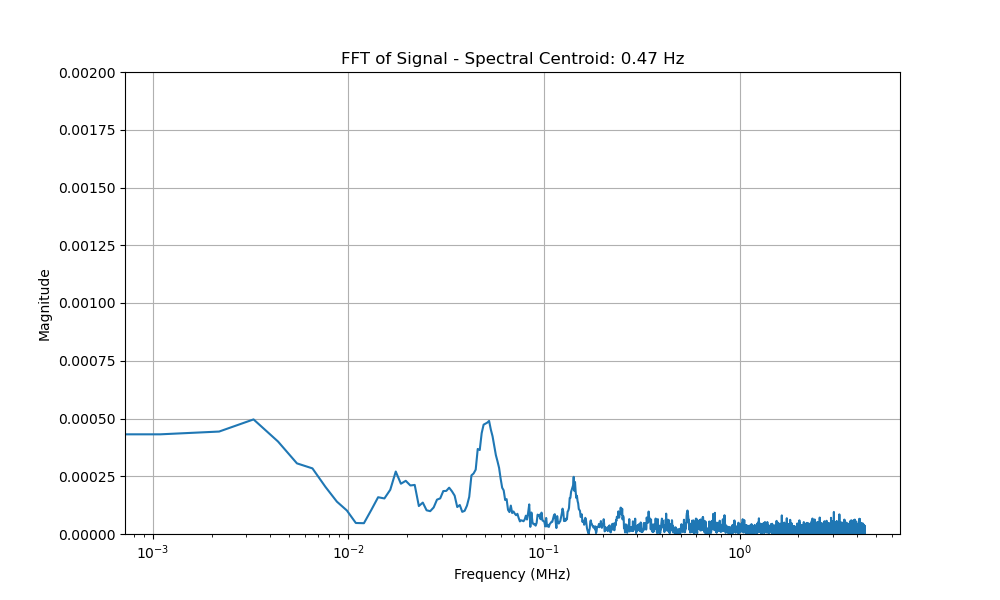 FFT of Signal - Spectral Centroid: 0.47 Hz
0.00200
0.00175
0.00150
0.00125
0.00100
0.00075
0.00050
0.00025
0.00000
Magnitude
10⁻³ 10⁻² 10⁻¹ 10⁰
Frequency (MHz)